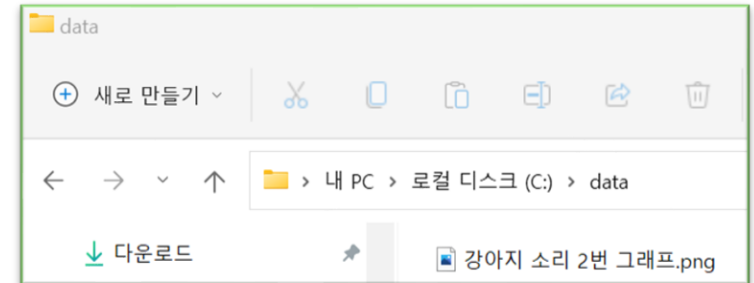 data
새로 만들기
내 PC > 로컬 디스크 (C:) > data
다운로드
강아지 소리 2번 그래프.png